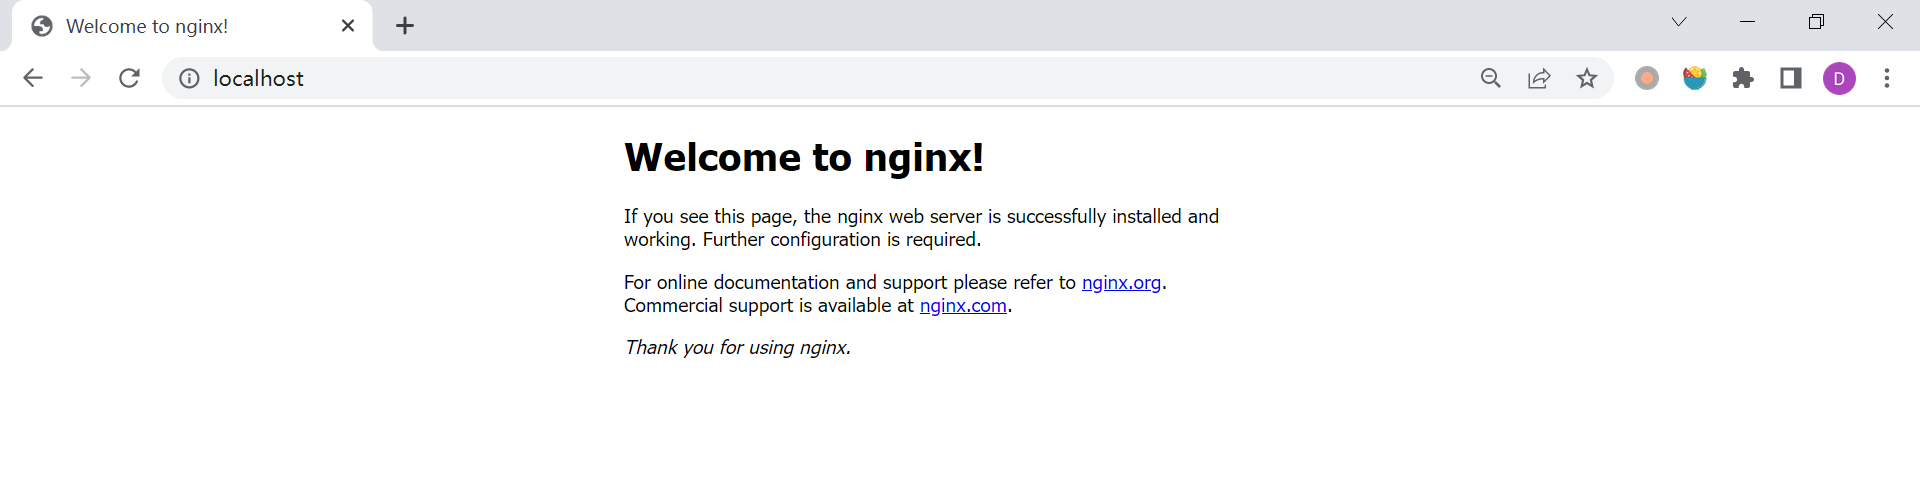 Welcome to nginx!
localhost
D
Welcome to nginx!
If you see this page, the nginx web server is successfully installed and
working. Further configuration is required.
For online documentation and support please refer to nginx.org.
Commercial support is available at nginx.com.
Thank you for using nginx.